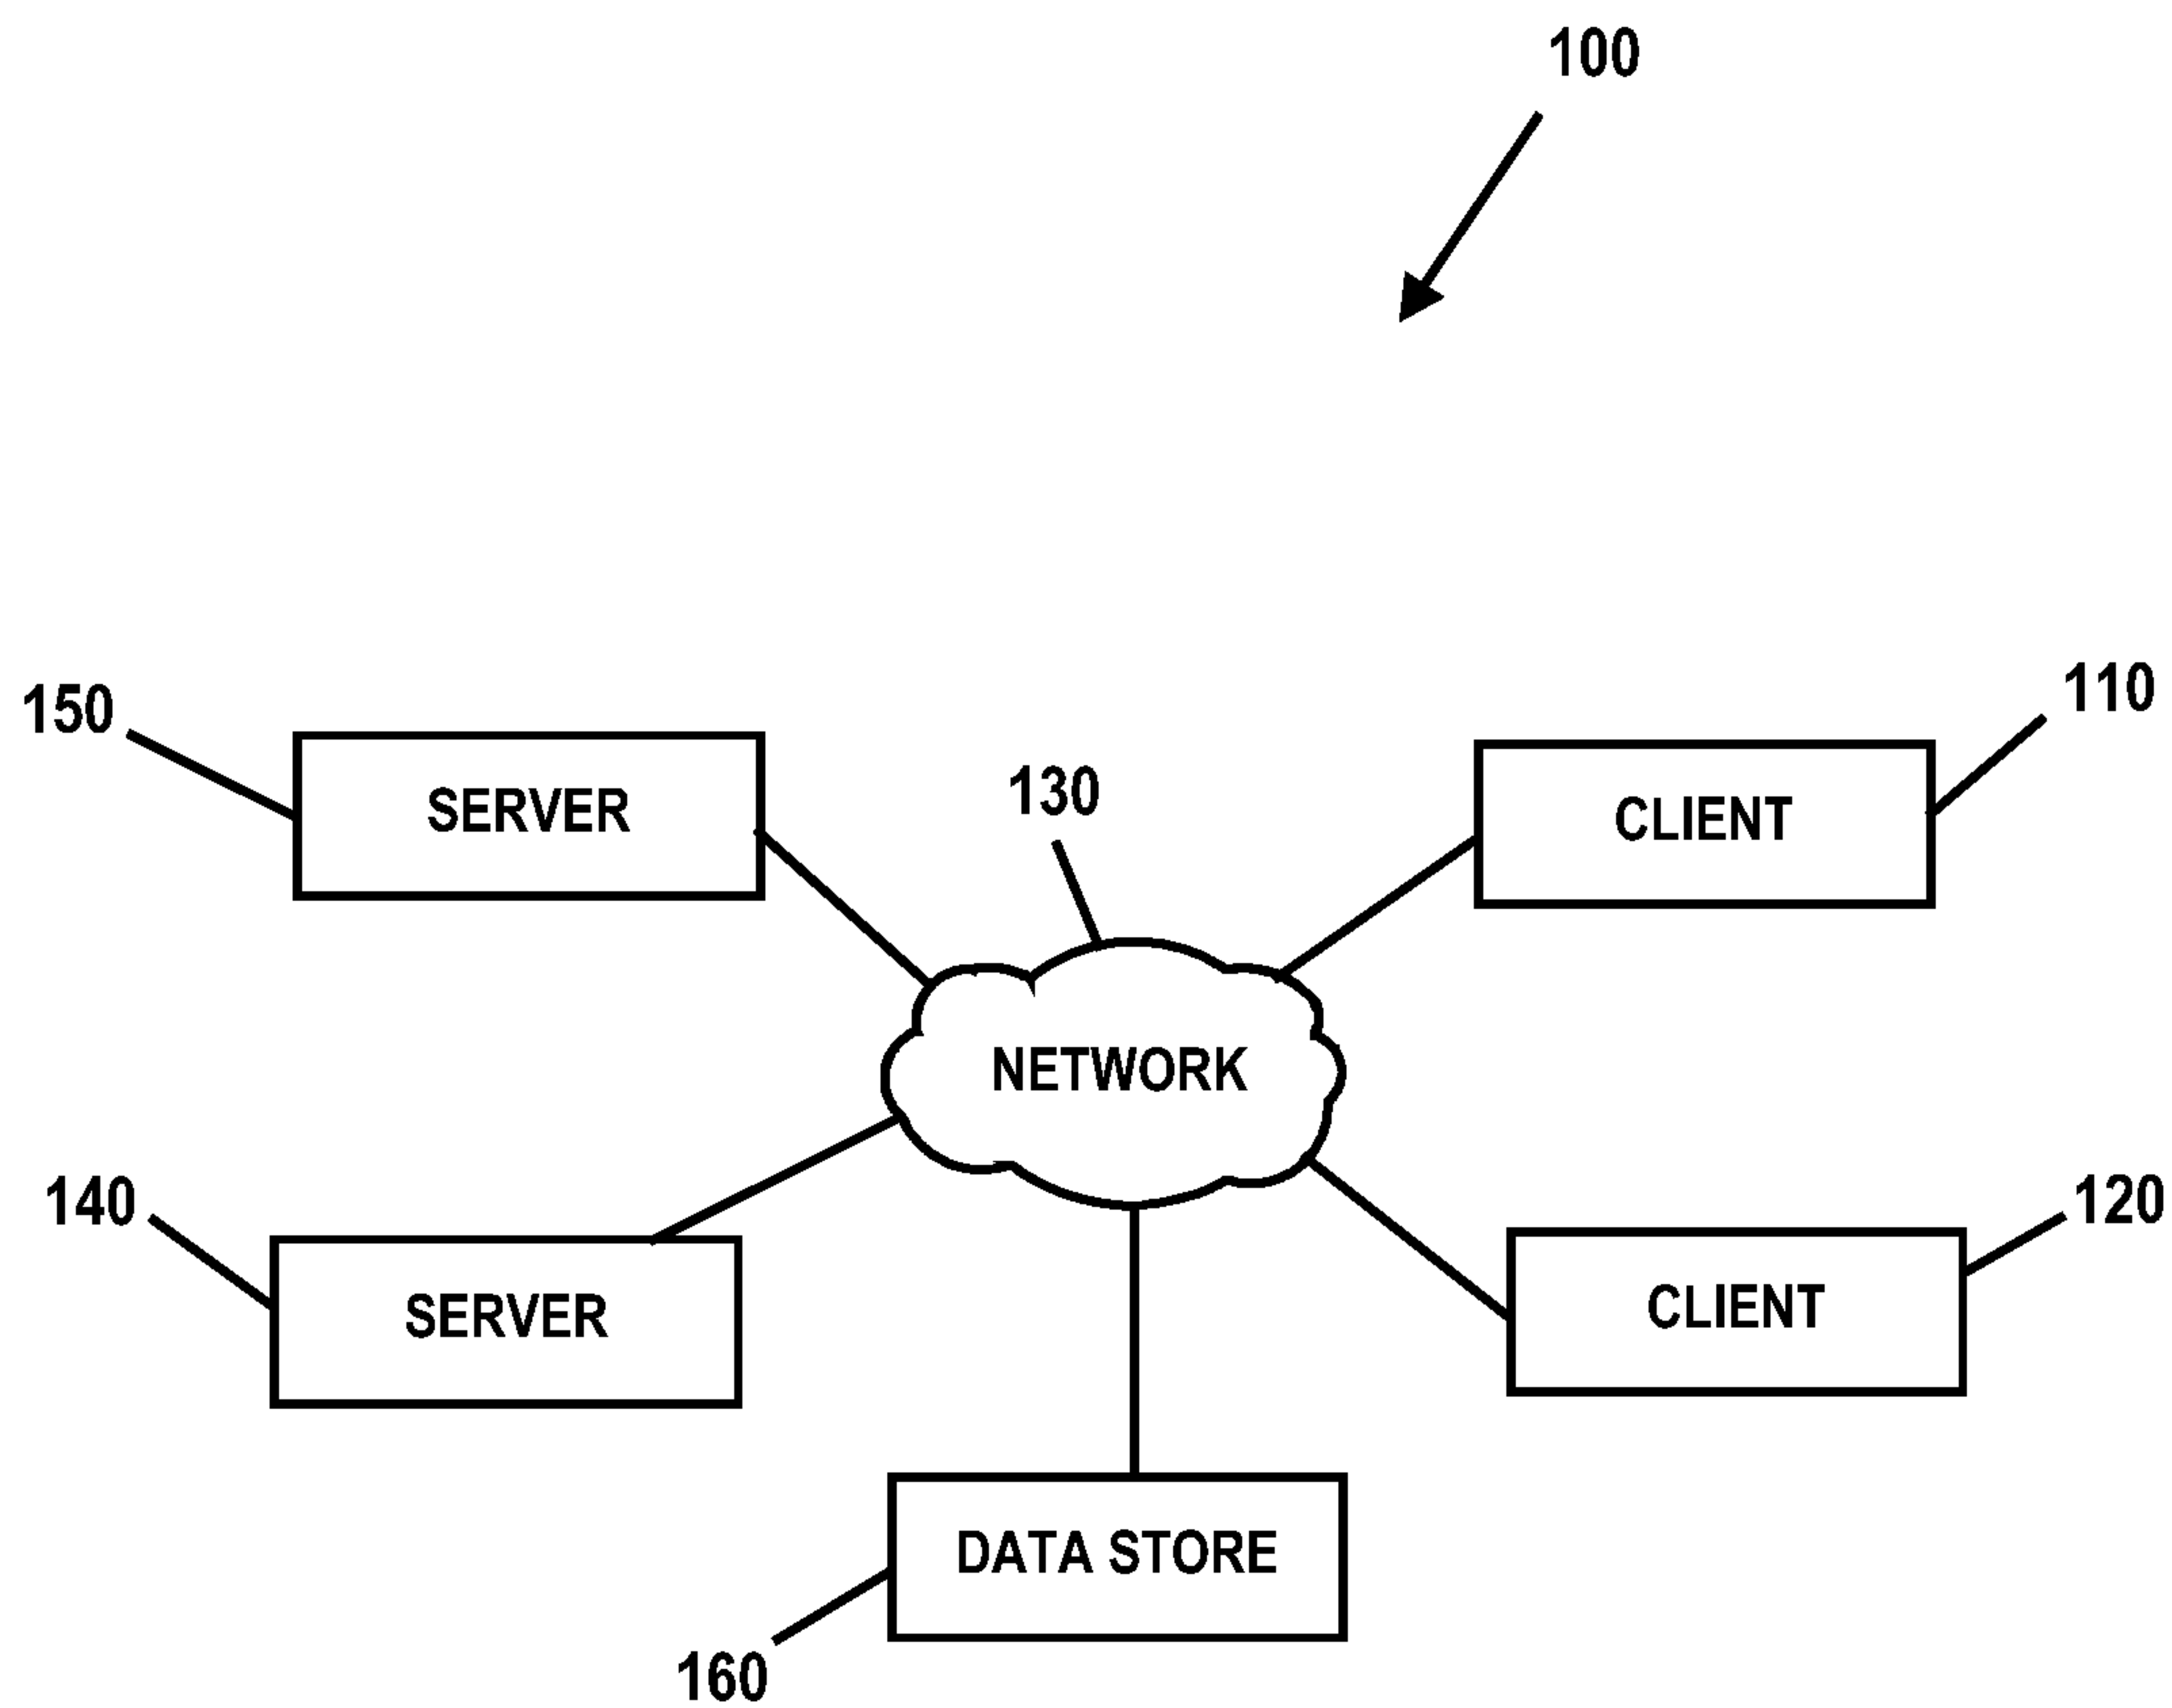 100
110
150
130
SERVER
CLIENT
NETWORK
140
120
SERVER
CLIENT
DATA STORE
160